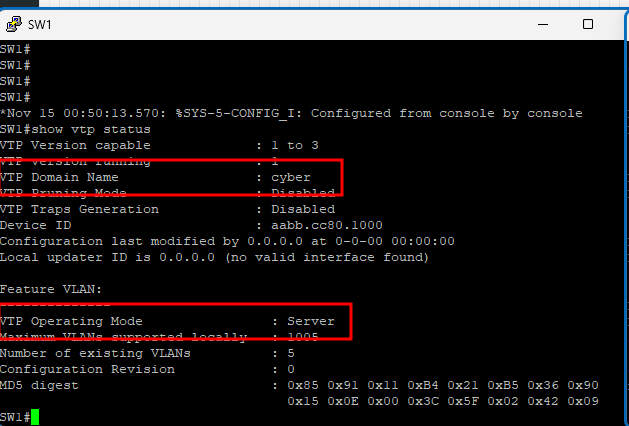 SW1
SW1#
SW1#
SW1#
SW1#
*Nov 15 00:50:13.570: %SYS-5-CONFIG_I: Configured from console by console
SW1#show vtp status
VTP Version capable : 1 to 3
VTP version running : 1
VTP Domain Name : cyber
VTP Pruning Mode : Disabled
VTP Traps Generation : Disabled
Device ID : aabb.cc80.1000
Configuration last modified by 0.0.0.0 at 0-0-00 00:00:00
Local updater ID is 0.0.0.0 (no valid interface found)
Feature VLAN:
--------------
VTP Operating Mode : Server
Maximum VLANs supported locally : 1005
Number of existing VLANs : 5
Configuration Revision : 0
MD5 digest : 0x85 0x91 0x11 0xB4 0x21 0xB5 0x36 0x90
0x15 0x0E 0x00 0x3C 0x5F 0x02 0x42 0x09
SW1#